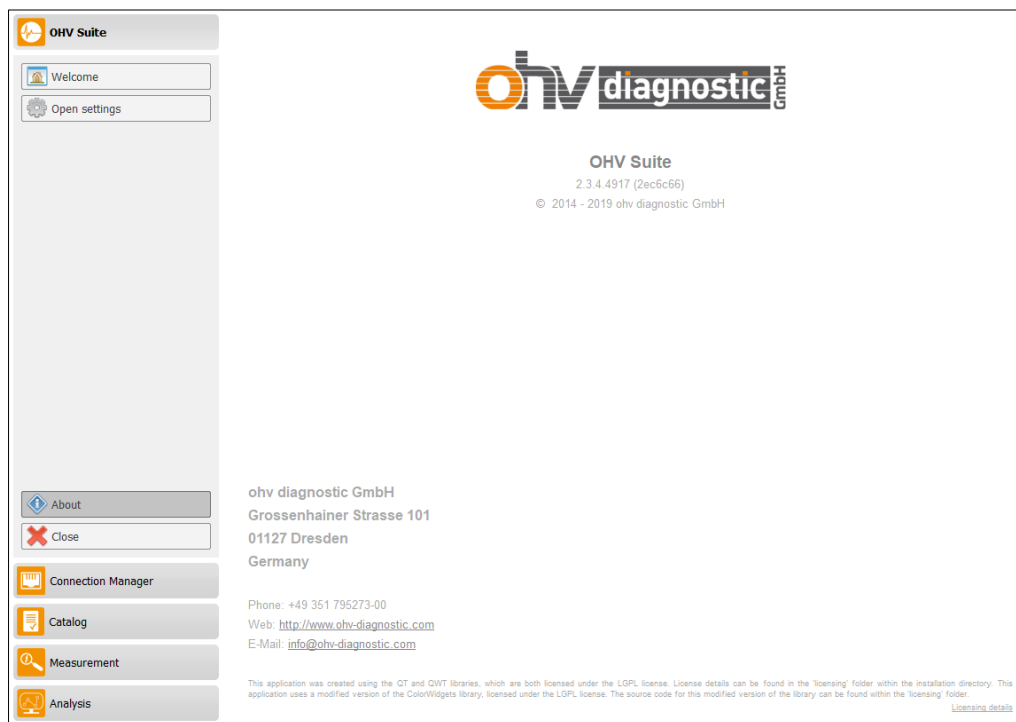 OHV Suite
Welcome
Open settings
About
Close
Connection Manager
Catalog
Measurement
Analysis
ohv diagnostic GmbH
OHV Suite
2.3.4.4917 (2ec6c66)
© 2014 - 2019 ohv diagnostic GmbH
ohv diagnostic GmbH
Grossenhainer Strasse 101
01127 Dresden
Germany
Phone: +49 351 795273-00
Web: http://www.ohv-diagnostic.com
E-Mail: info@ohv-diagnostic.com
This application was created using the QT and QWT libraries, which are both licensed under the LGPL license. License details can be found in the 'licensing' folder within the installation directory. This
application uses a modified version of the ColorWidgets library, licensed under the LGPL license. The source code for this modified version of the library can be found within the 'licensing' folder.
Licensing details